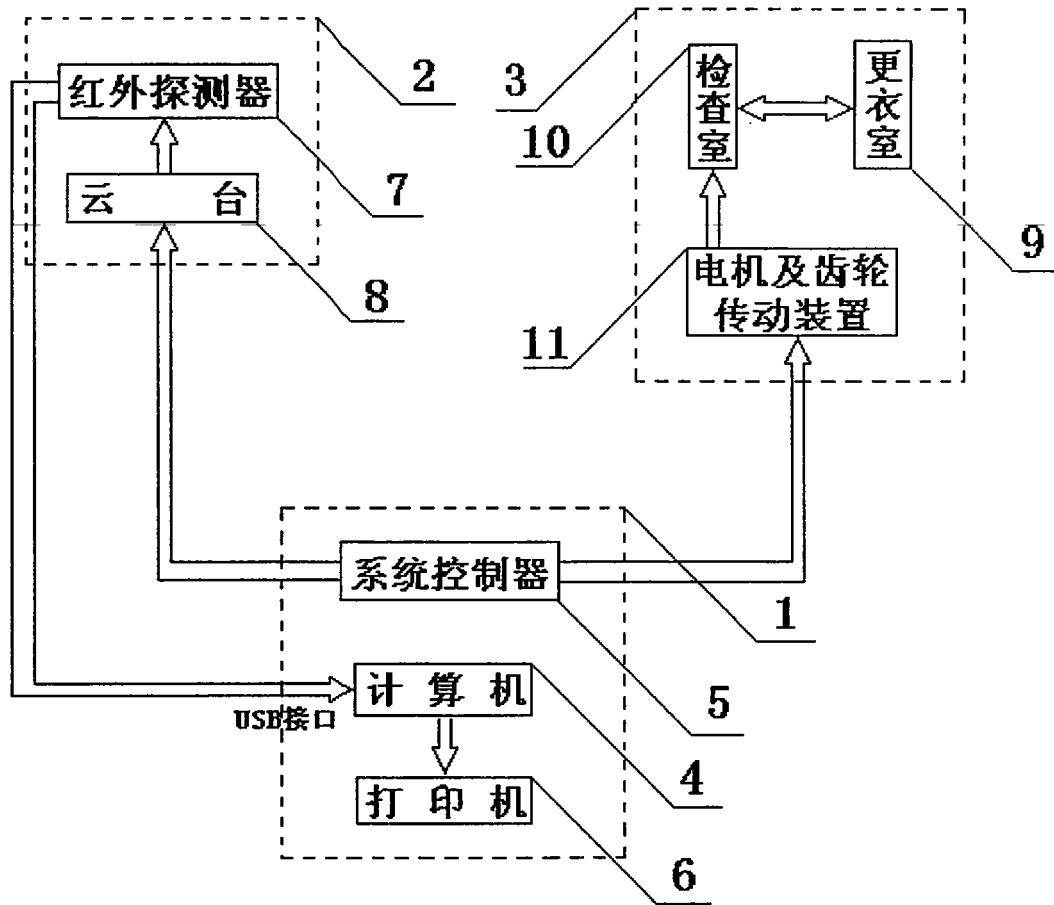 2
3
红外探测器
检查室
更衣室
10
7
云 台
9
8
电机及齿轮
传动装置
11
系统控制器
1
计 算 机
5
USB接口
4
打 印 机
6